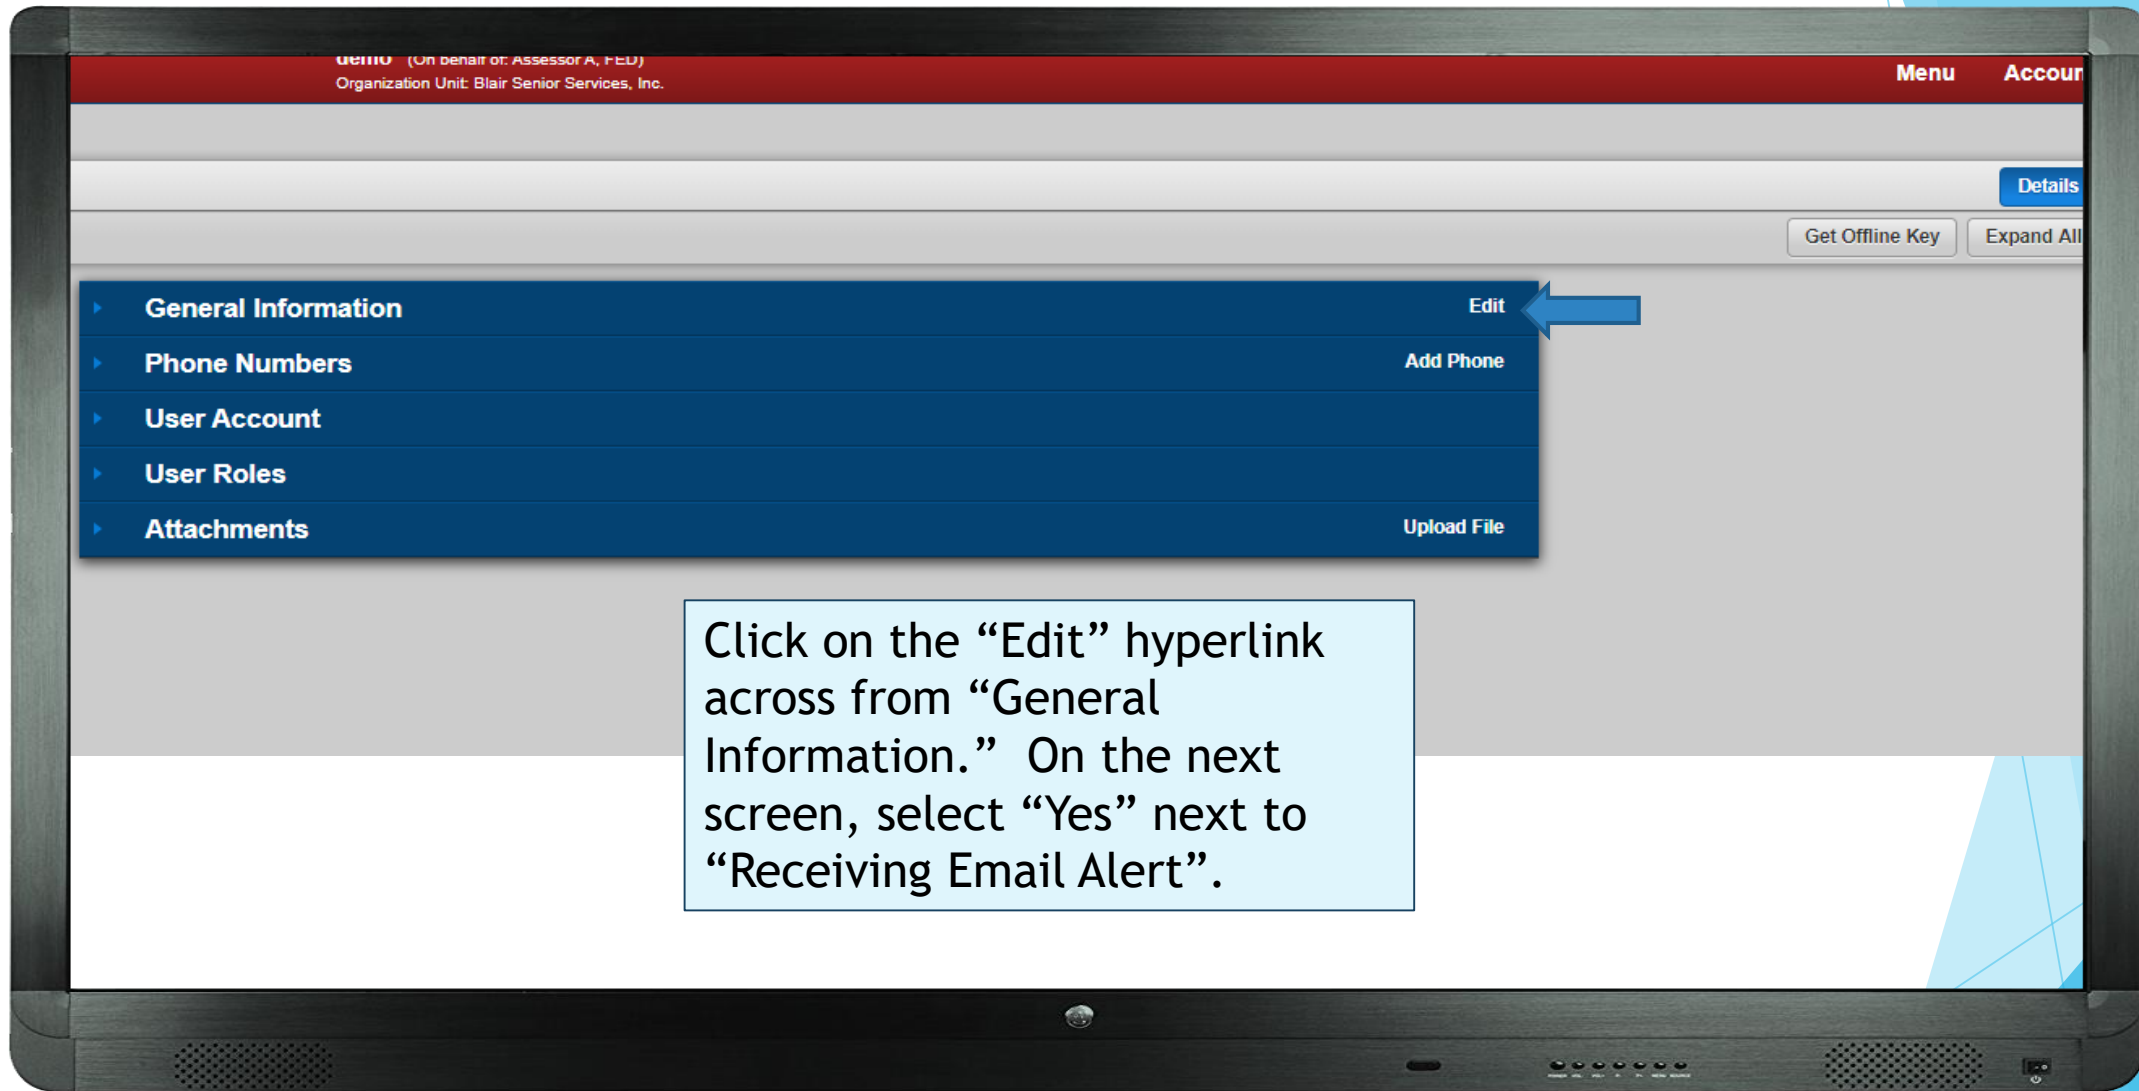 demo (On behalf of: Assessor A, FED)
Organization Unit: Blair Senior Services, Inc.
Menu Accoun
Details
Get Offline Key Expand All
General Information Edit
Phone Numbers Add Phone
User Account
User Roles
Attachments Upload File
Click on the “Edit” hyperlink
across from “General
Information.” On the next
screen, select “Yes” next to
“Receiving Email Alert”.